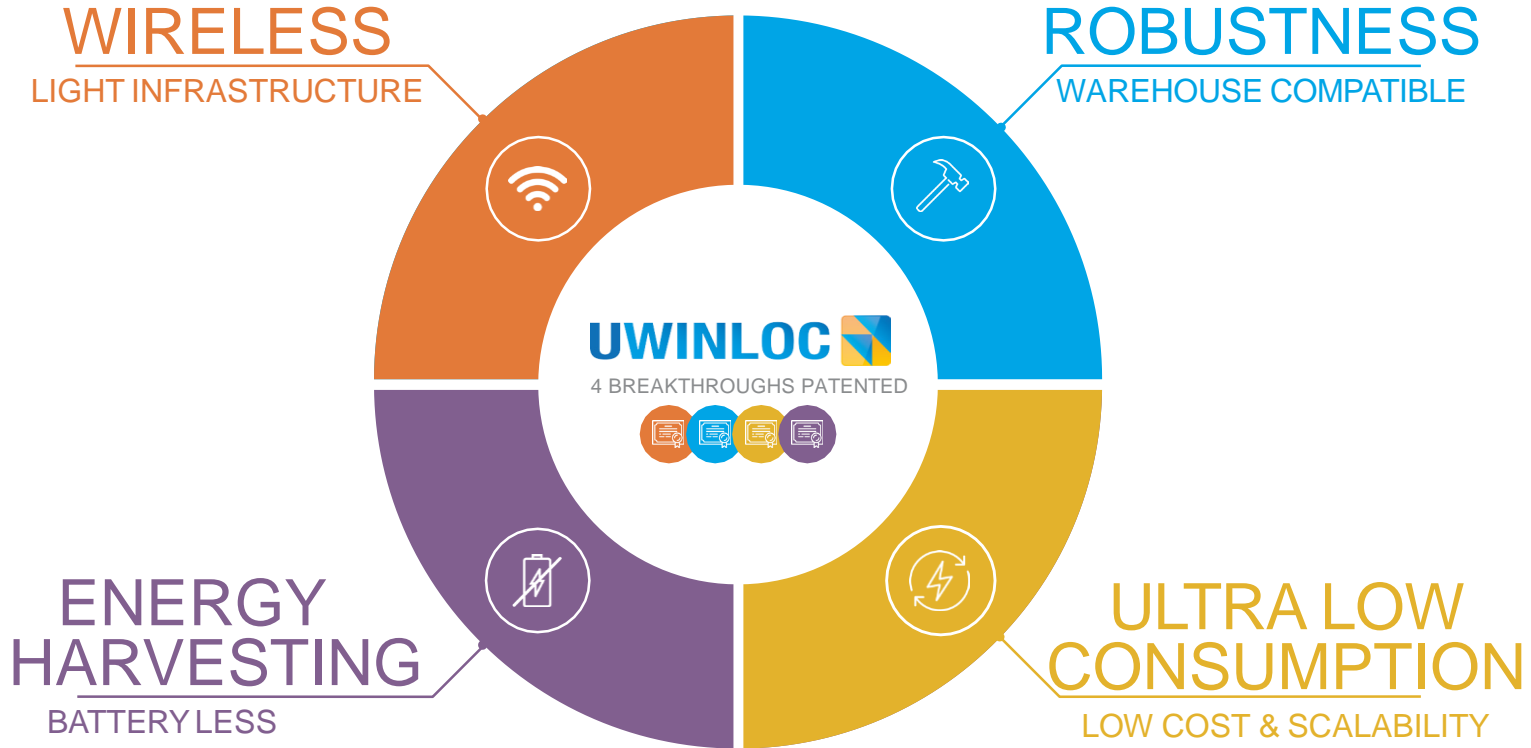 WIRELESS
LIGHT INFRASTRUCTURE
ROBUSTNESS
WAREHOUSE COMPATIBLE
UWINLOC
4 BREAKTHROUGHS PATENTED
ENERGY
HARVESTING
BATTERY LESS
ULTRA LOW
CONSUMPTION
LOW COST & SCALABILITY